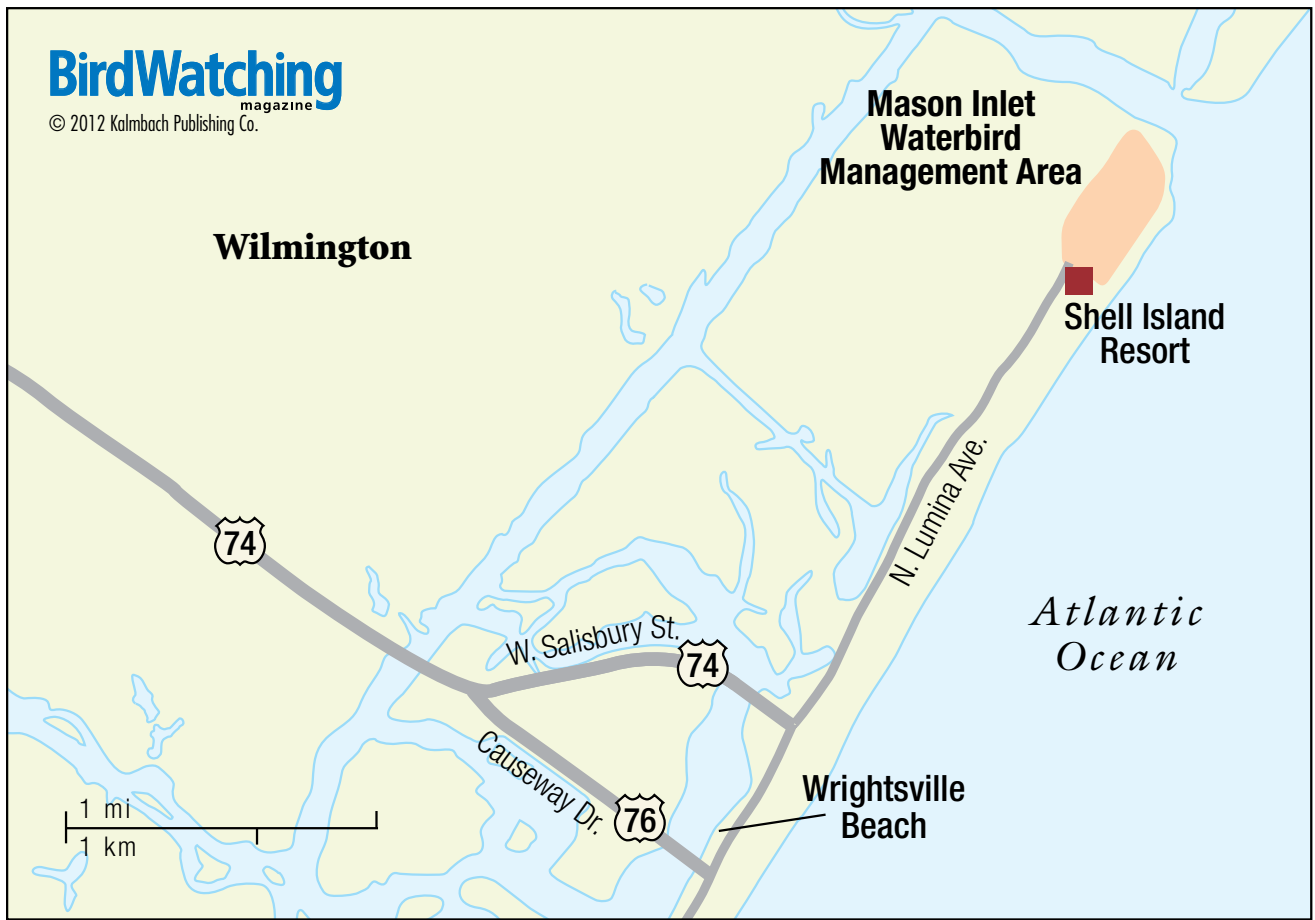 BirdWatching
magazine
© 2012 Kalmbach Publishing Co.
Mason Inlet
Waterbird
Management Area
Wilmington
Shell Island
Resort
N. Lumina Ave.
74
Atlantic
Ocean
W. Salisbury St.
74
Causeway Dr.
76
Wrightsville
Beach
1 mi
1 km